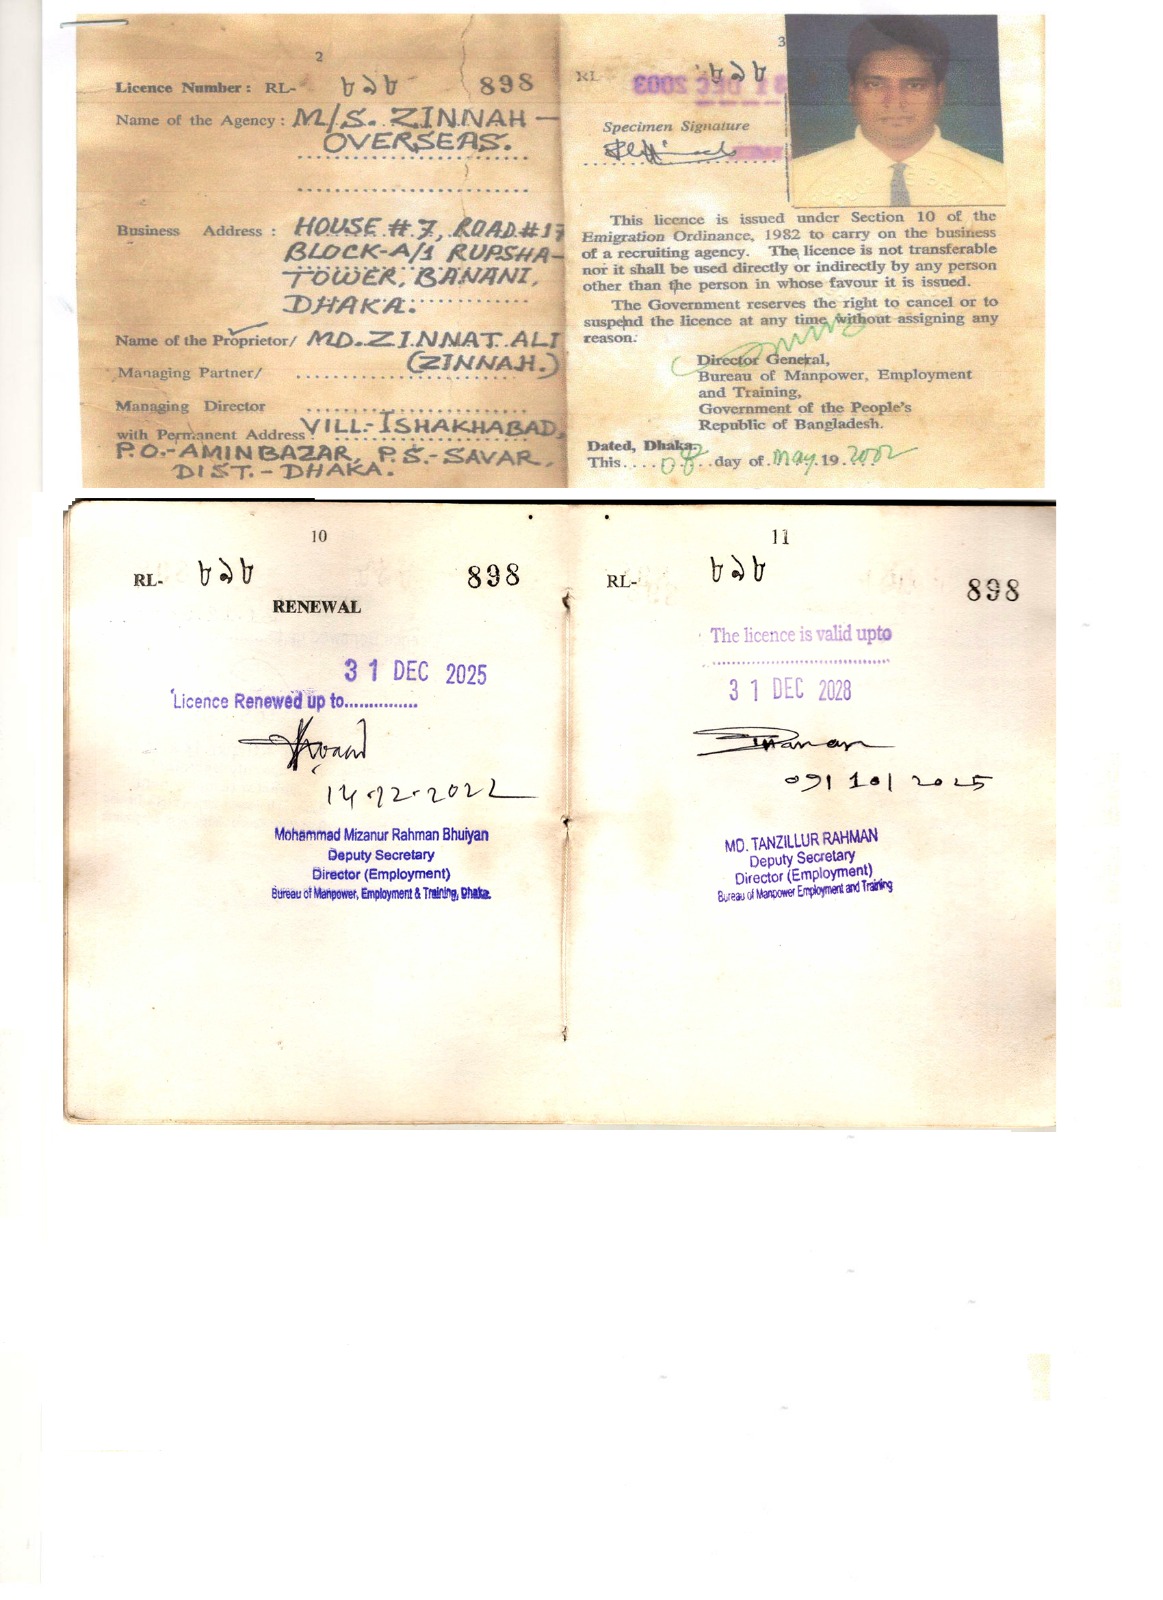 2
Licence Number : RL- ৮৯৮ 898
Name of the Agency : M/S. ZINNAH —
OVERSEAS.
Business Address : HOUSE # 7, ROAD # 17
BLOCK-A/1 RUPSHA-
TOWER, BANANI,
DHAKA.
Name of the Proprietor/ MD. ZINNAT ALI
(ZINNAH.)
Managing Partner/
Managing Director
with Permanent Address : VILL.- ISHAKHABAD,
P.O.- AMINBAZAR, P.S.- SAVAR,
DIST.- DHAKA.
3
RL- ৮৯৮
31 DEC 2003
Specimen Signature
This licence is issued under Section 10 of the
Emigration Ordinance, 1982 to carry on the business
of a recruiting agency. The licence is not transferable
nor it shall be used directly or indirectly by any person
other than the person in whose favour it is issued.
The Government reserves the right to cancel or to
suspend the licence at any time without assigning any
reason.
Director General,
Bureau of Manpower, Employment
and Training,
Government of the People's
Republic of Bangladesh.
Dated, Dhaka.
This .... 08 .. day of May 19 2002
10
RL- ৮৯৮ 898
RENEWAL
31 DEC 2025
Licence Renewed up to...............
14-12-2022
Mohammad Mizanur Rahman Bhuiyan
Deputy Secretary
Director (Employment)
Bureau of Manpower, Employment & Training, Dhaka.
11
RL- ৮৯৮ 898
The licence is valid upto
31 DEC 2028
09/10/2025
MD. TANZILLUR RAHMAN
Deputy Secretary
Director (Employment)
Bureau of Manpower Employment and Training